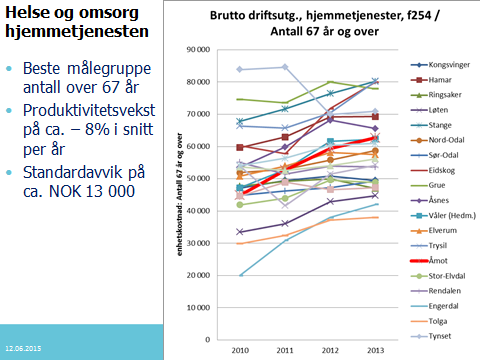 Helse og omsorg
hjemmetjenesten
• Beste målegruppe
antall over 67 år
• Produktivitetsvekst
på ca. – 8% i snitt
per år
• Standardavvik på
ca. NOK 13 000
12.06.2015
Brutto driftsutg., hjemmetjenester, f254 /
Antall 67 år og over
enhetskostnad: Antall 67 år og over
90 000
80 000
70 000
60 000
50 000
40 000
30 000
20 000
10 000
0
2010 2011 2012 2013
Kongsvinger
Hamar
Ringsaker
Løten
Stange
Nord-Odal
Sør-Odal
Eidskog
Grue
Åsnes
Våler (Hedm.)
Elverum
Trysil
Åmot
Stor-Elvdal
Rendalen
Engerdal
Tolga
Tynset